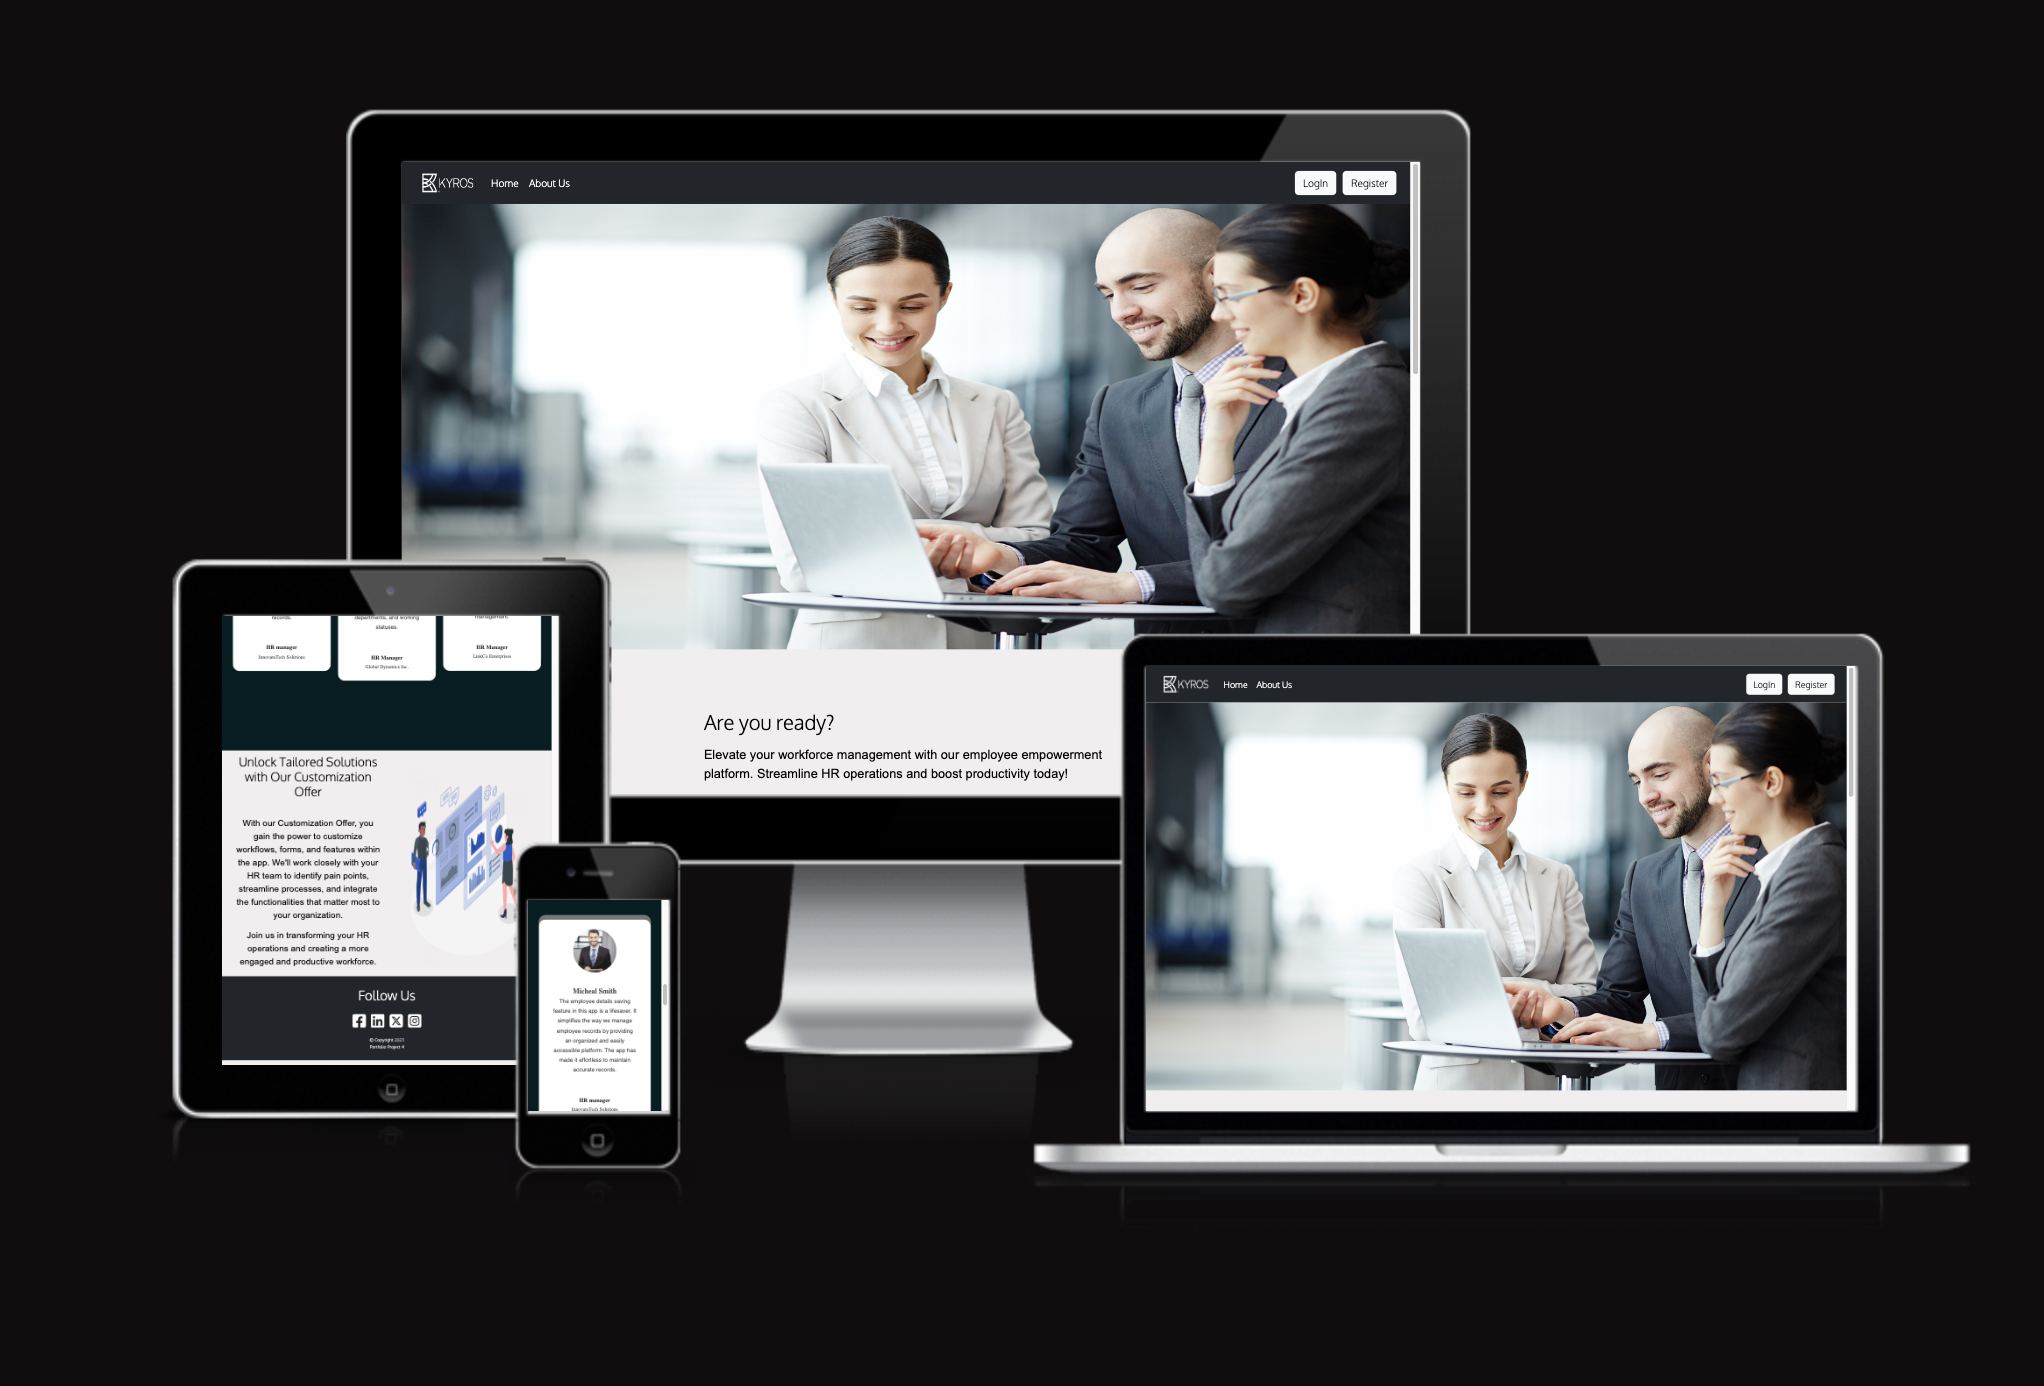 KYROS Home About Us LogIn Register
Are you ready?
Elevate your workforce management with our employee empowerment
platform. Streamline HR operations and boost productivity today!
records.
departments, and working
statuses.
management.
HR manager
InnovateTech Solutions
HR Manager
Global Dynamics Inc.
HR Manager
LinkCo Enterprises
Unlock Tailored Solutions
with Our Customization
Offer
With our Customization Offer, you
gain the power to customize
workflows, forms, and features within
the app. We'll work closely with your
HR team to identify pain points,
streamline processes, and integrate
the functionalities that matter most to
your organization.
Join us in transforming your HR
operations and creating a more
engaged and productive workforce.
Follow Us
© Copyright 2023
Portfolio Project 4
Micheal Smith
The employee details saving
feature in this app is a lifesaver. It
simplifies the way we manage
employee records by providing
an organized and easily
accessible platform. The app has
made it effortless to maintain
accurate records.
HR manager
InnovateTech Solutions
KYROS Home About Us LogIn Register